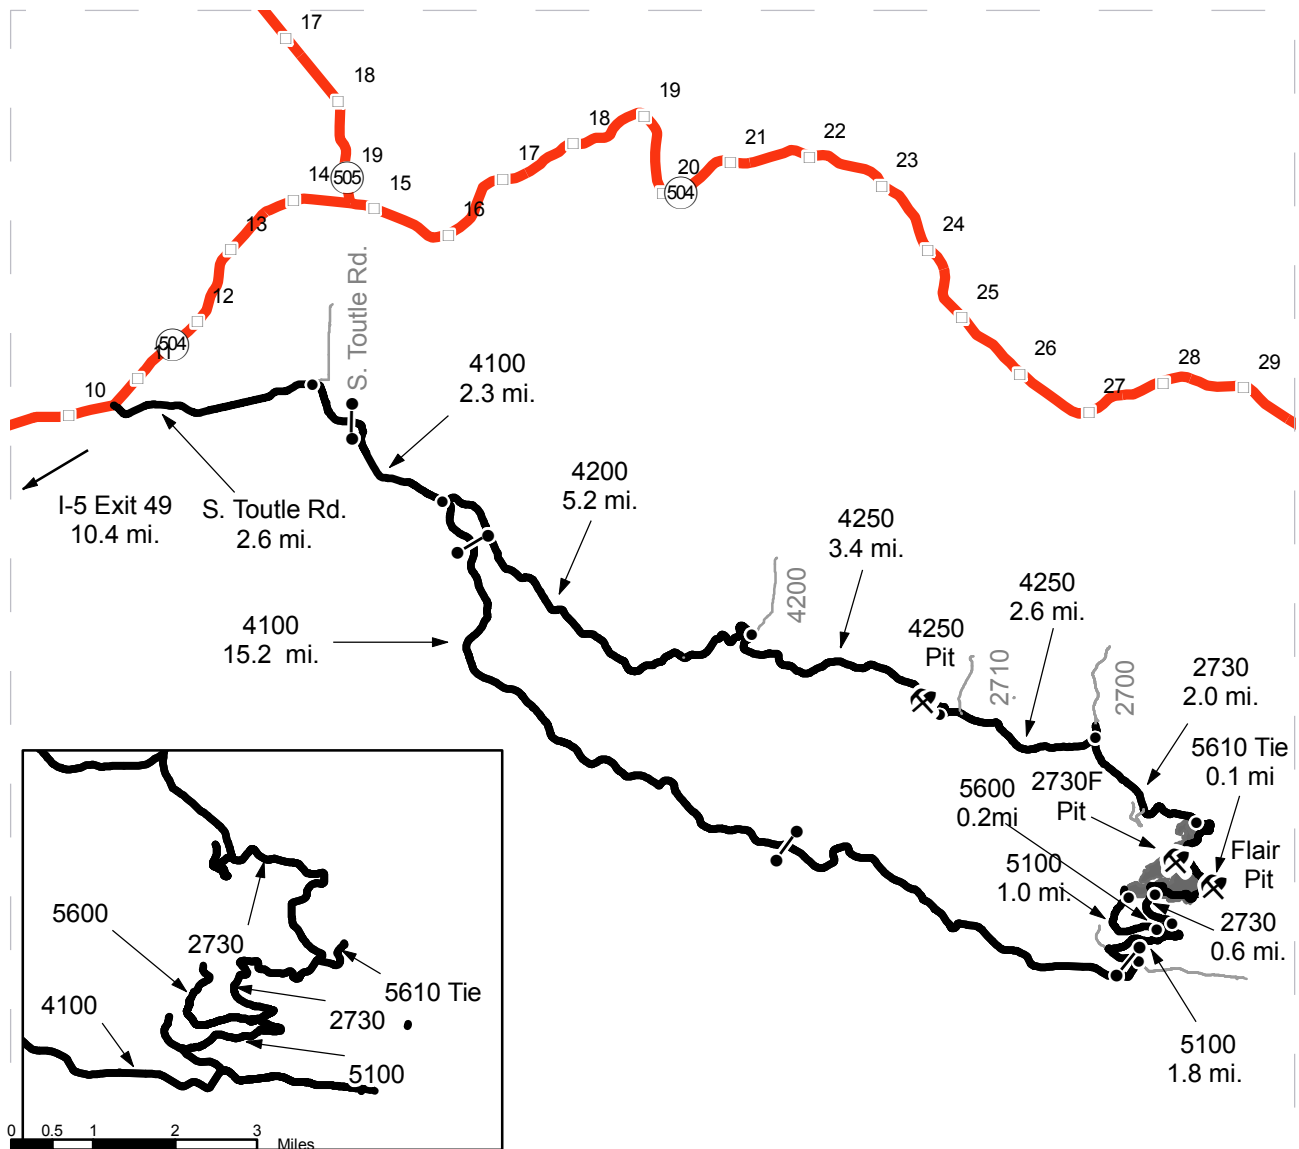 17
18
19
505
14
15
13
12
504
11
10
16
17
18
19
20
504
21
22
23
24
25
26
27
28
29
S. Toutle Rd.
4100
2.3 mi.
I-5 Exit 49
10.4 mi.
S. Toutle Rd.
2.6 mi.
4200
5.2 mi.
4250
3.4 mi.
4200
4250
2.6 mi.
4100
15.2 mi.
4250
Pit
2710
2700
2730
2.0 mi.
5610 Tie
0.1 mi
5600
0.2mi
2730F
Pit
5100
1.0 mi.
Flair
Pit
2730
0.6 mi.
5100
1.8 mi.
5600
2730
4100
5610 Tie
2730
5100
0 0.5 1 2 3
Miles